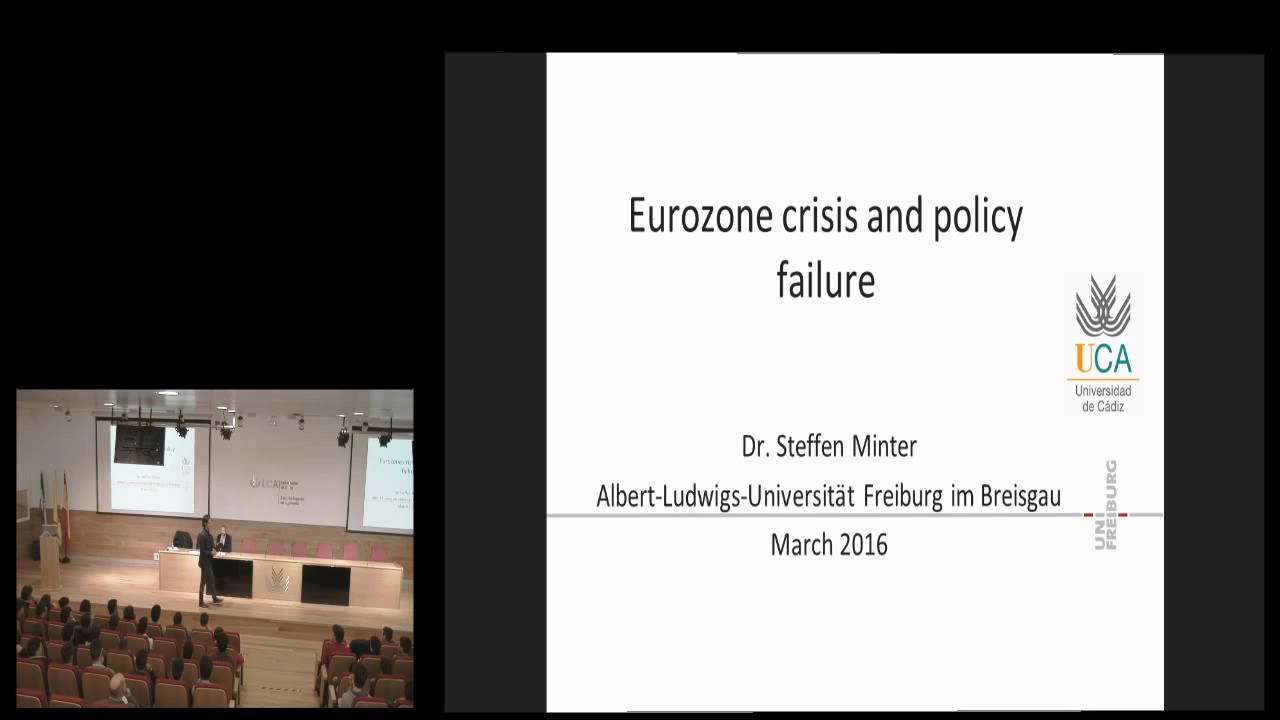 Eurozone crisis and policy
failure
UCA
Universidad
de Cádiz
Dr. Steffen Minter
Albert-Ludwigs-Universität Freiburg im Breisgau
March 2016
UNI
FREIBURG